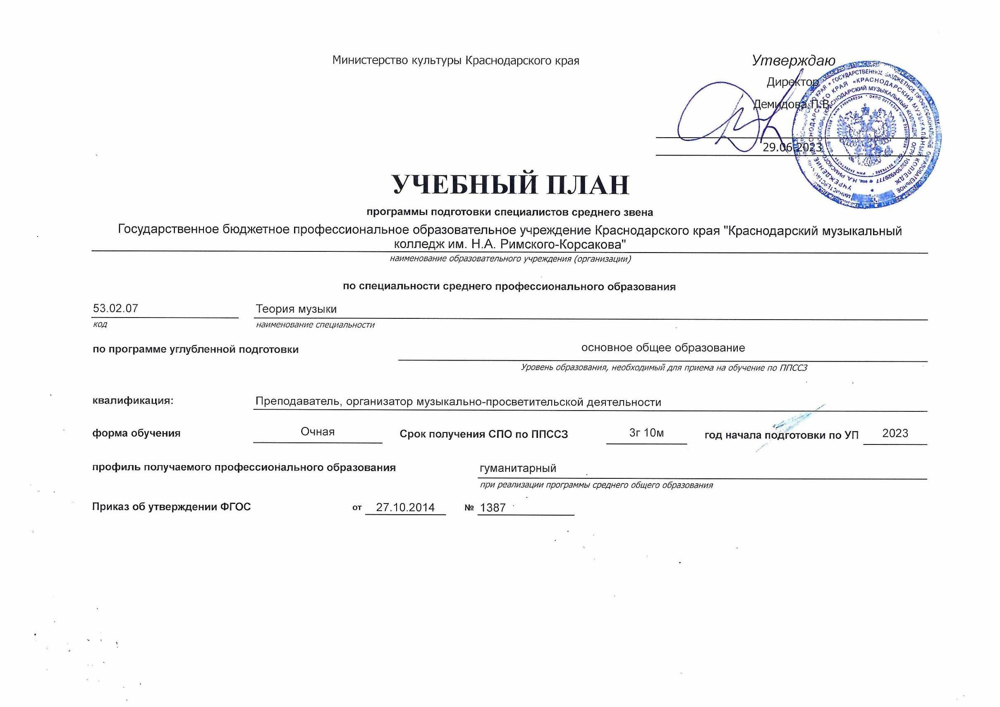 Министерство культуры Краснодарского края
Утверждаю
Директор
Демидова П.В.
29.06.2023
УЧЕБНЫЙ ПЛАН
программы подготовки специалистов среднего звена
Государственное бюджетное профессиональное образовательное учреждение Краснодарского края "Краснодарский музыкальный
колледж им. Н.А. Римского-Корсакова"
наименование образовательного учреждения (организации)
по специальности среднего профессионального образования
53.02.07 Теория музыки
код наименование специальности
по программе углубленной подготовки основное общее образование
Уровень образования, необходимый для приема на обучение по ППССЗ
квалификация: Преподаватель, организатор музыкально-просветительской деятельности
форма обучения Очная Срок получения СПО по ППССЗ 3г 10м год начала подготовки по УП 2023
профиль получаемого профессионального образования гуманитарный
при реализации программы среднего общего образования
Приказ об утверждении ФГОС от 27.10.2014 № 1387